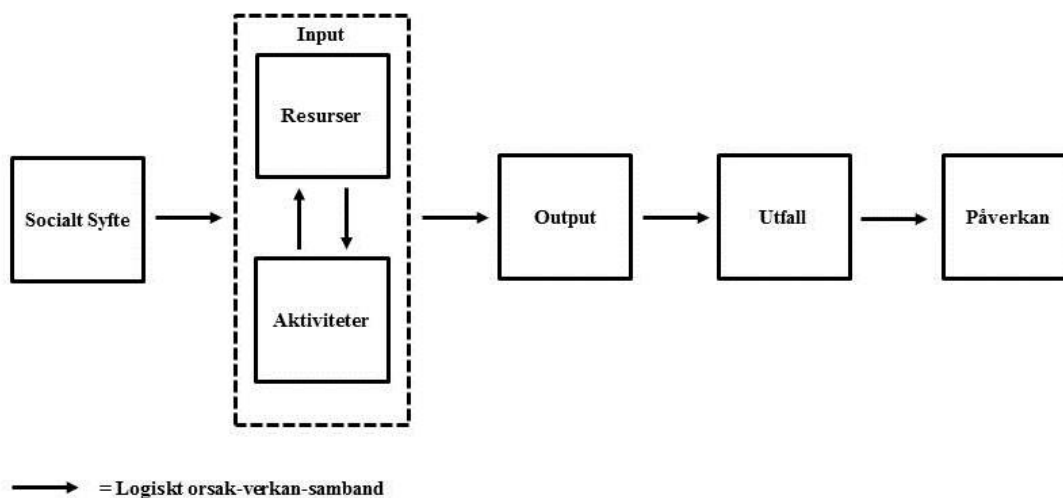 Input
Resurser
Socialt Syfte
Aktiviteter
Output
Utfall
Påverkan
= Logiskt orsak-verkan-samband